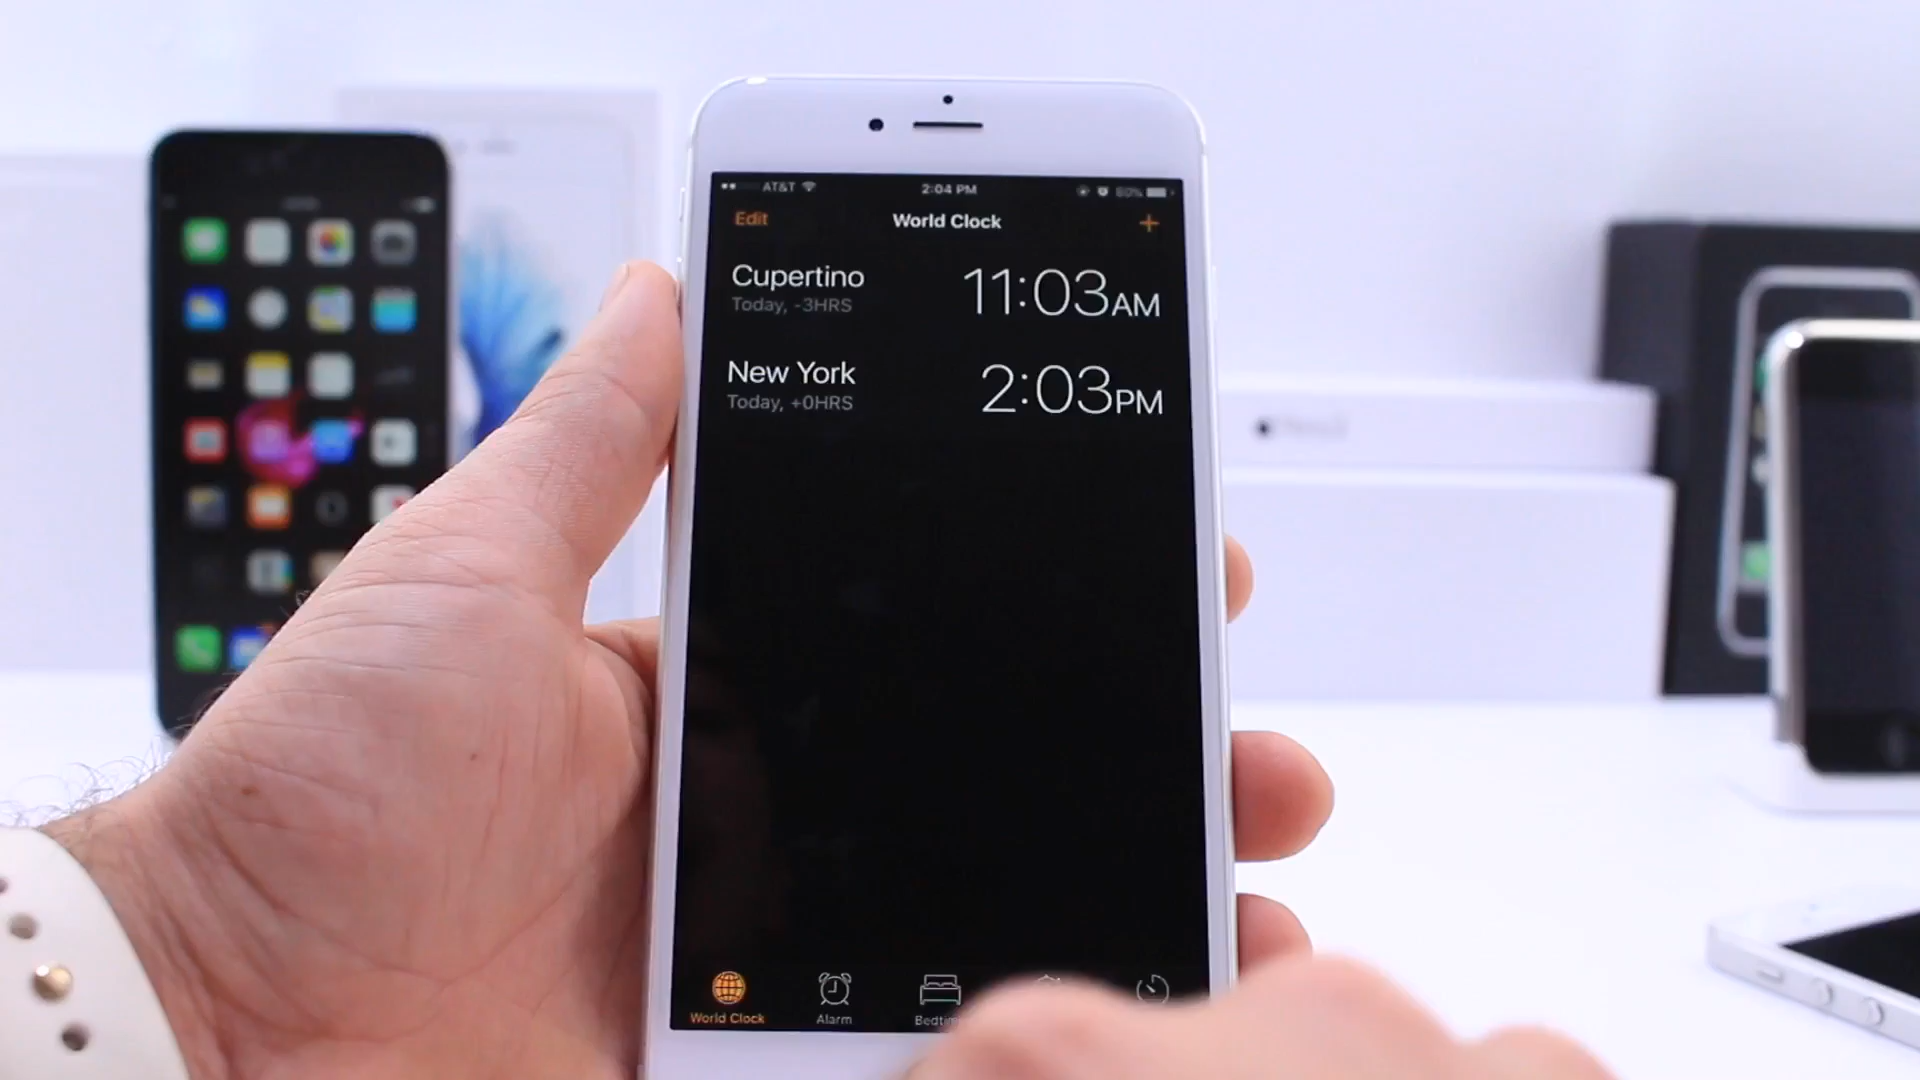 AT&T 2:04 PM 80%
Edit World Clock +
Cupertino 11:03AM
Today, -3HRS
New York 2:03PM
Today, +0HRS
World Clock Alarm